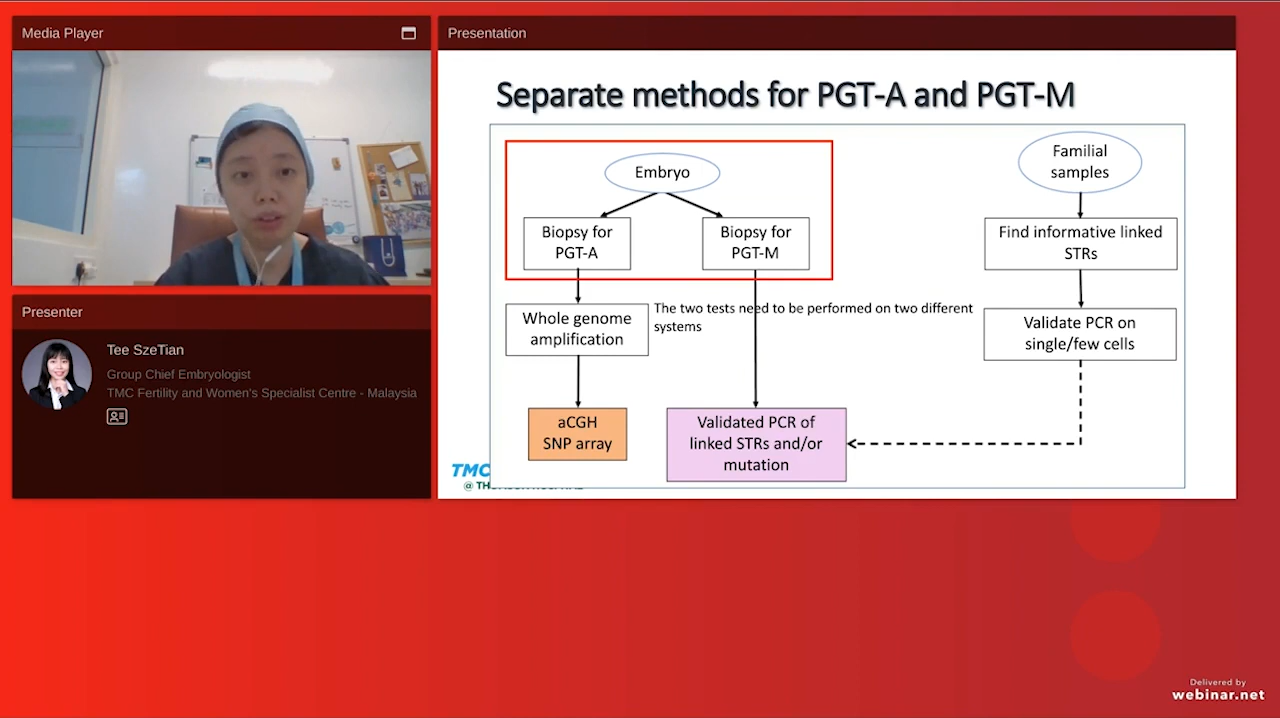 Media Player
Presentation
Separate methods for PGT-A and PGT-M
Embryo
Biopsy for
PGT-A
Biopsy for
PGT-M
Whole genome
amplification
The two tests need to be performed on two different
systems
aCGH
SNP array
Validated PCR of
linked STRs and/or
mutation
Familial
samples
Find informative linked
STRs
Validate PCR on
single/few cells
TMC
Presenter
Tee SzeTian
Group Chief Embryologist
TMC Fertility and Women's Specialist Centre - Malaysia
Delivered by
webinar.net